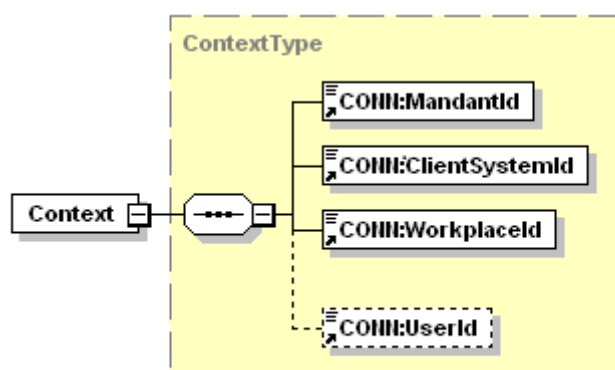 ContextType
CONN:MandantId
CONN:ClientSystemId
Context
CONN:WorkplaceId
CONN:UserId